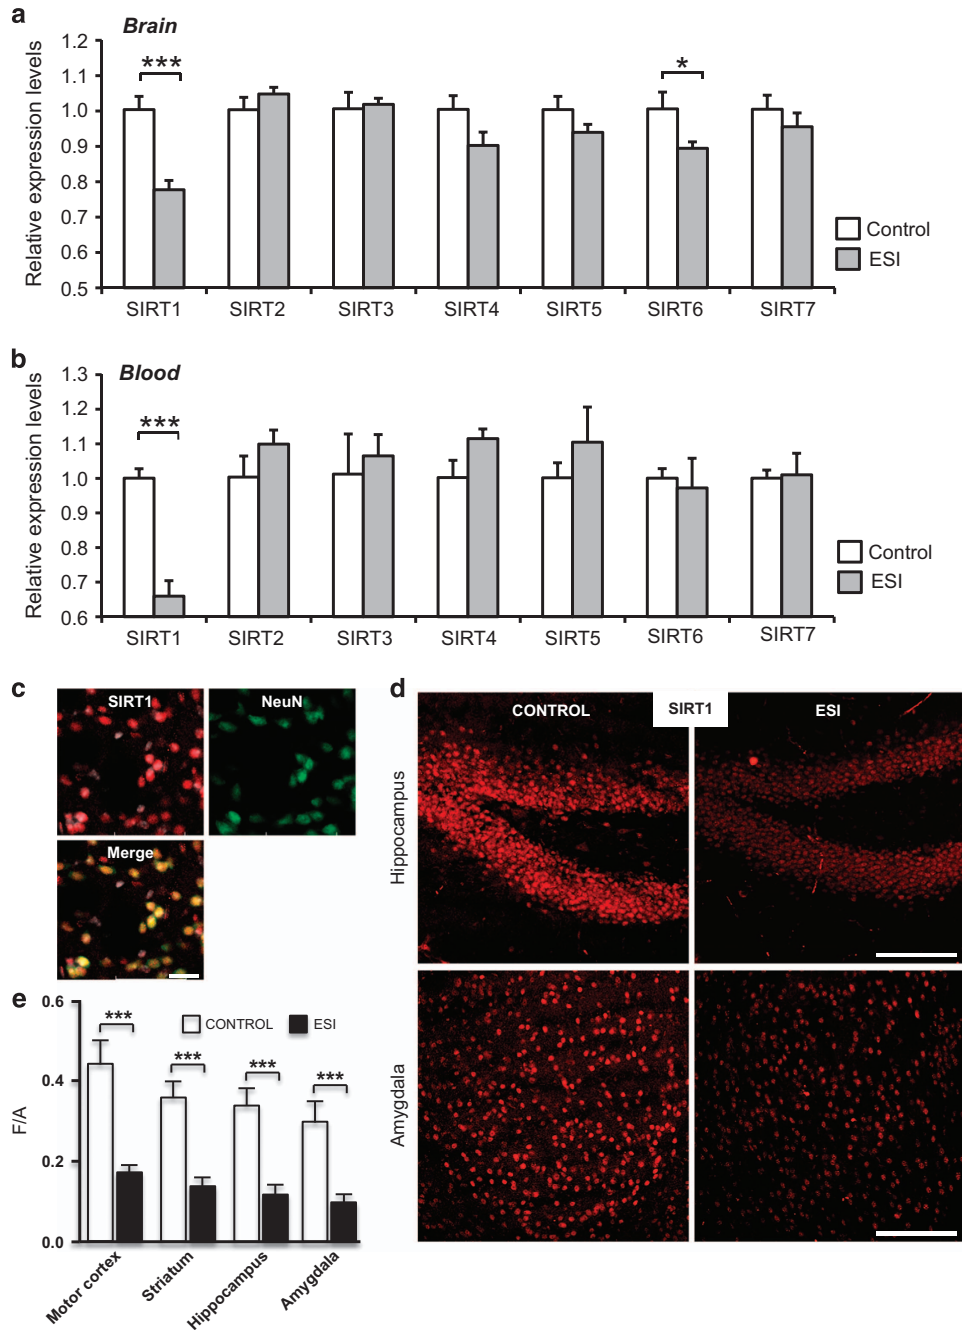 a
Brain
Relative expression levels
1.2
1.1
1.0
0.9
0.8
0.7
0.6
0.5
***
*
SIRT1 SIRT2 SIRT3 SIRT4 SIRT5 SIRT6 SIRT7
Control
ESI
b
Blood
Relative expression levels
1.3
1.2
1.1
1.0
0.9
0.8
0.7
0.6
***
SIRT1 SIRT2 SIRT3 SIRT4 SIRT5 SIRT6 SIRT7
Control
ESI
c
SIRT1
NeuN
Merge
d
CONTROL
SIRT1
ESI
Hippocampus
Amygdala
e
F/A
0.6
0.4
0.2
0.0
CONTROL
ESI
***
***
***
***
Motor cortex
Striatum
Hippocampus
Amygdala